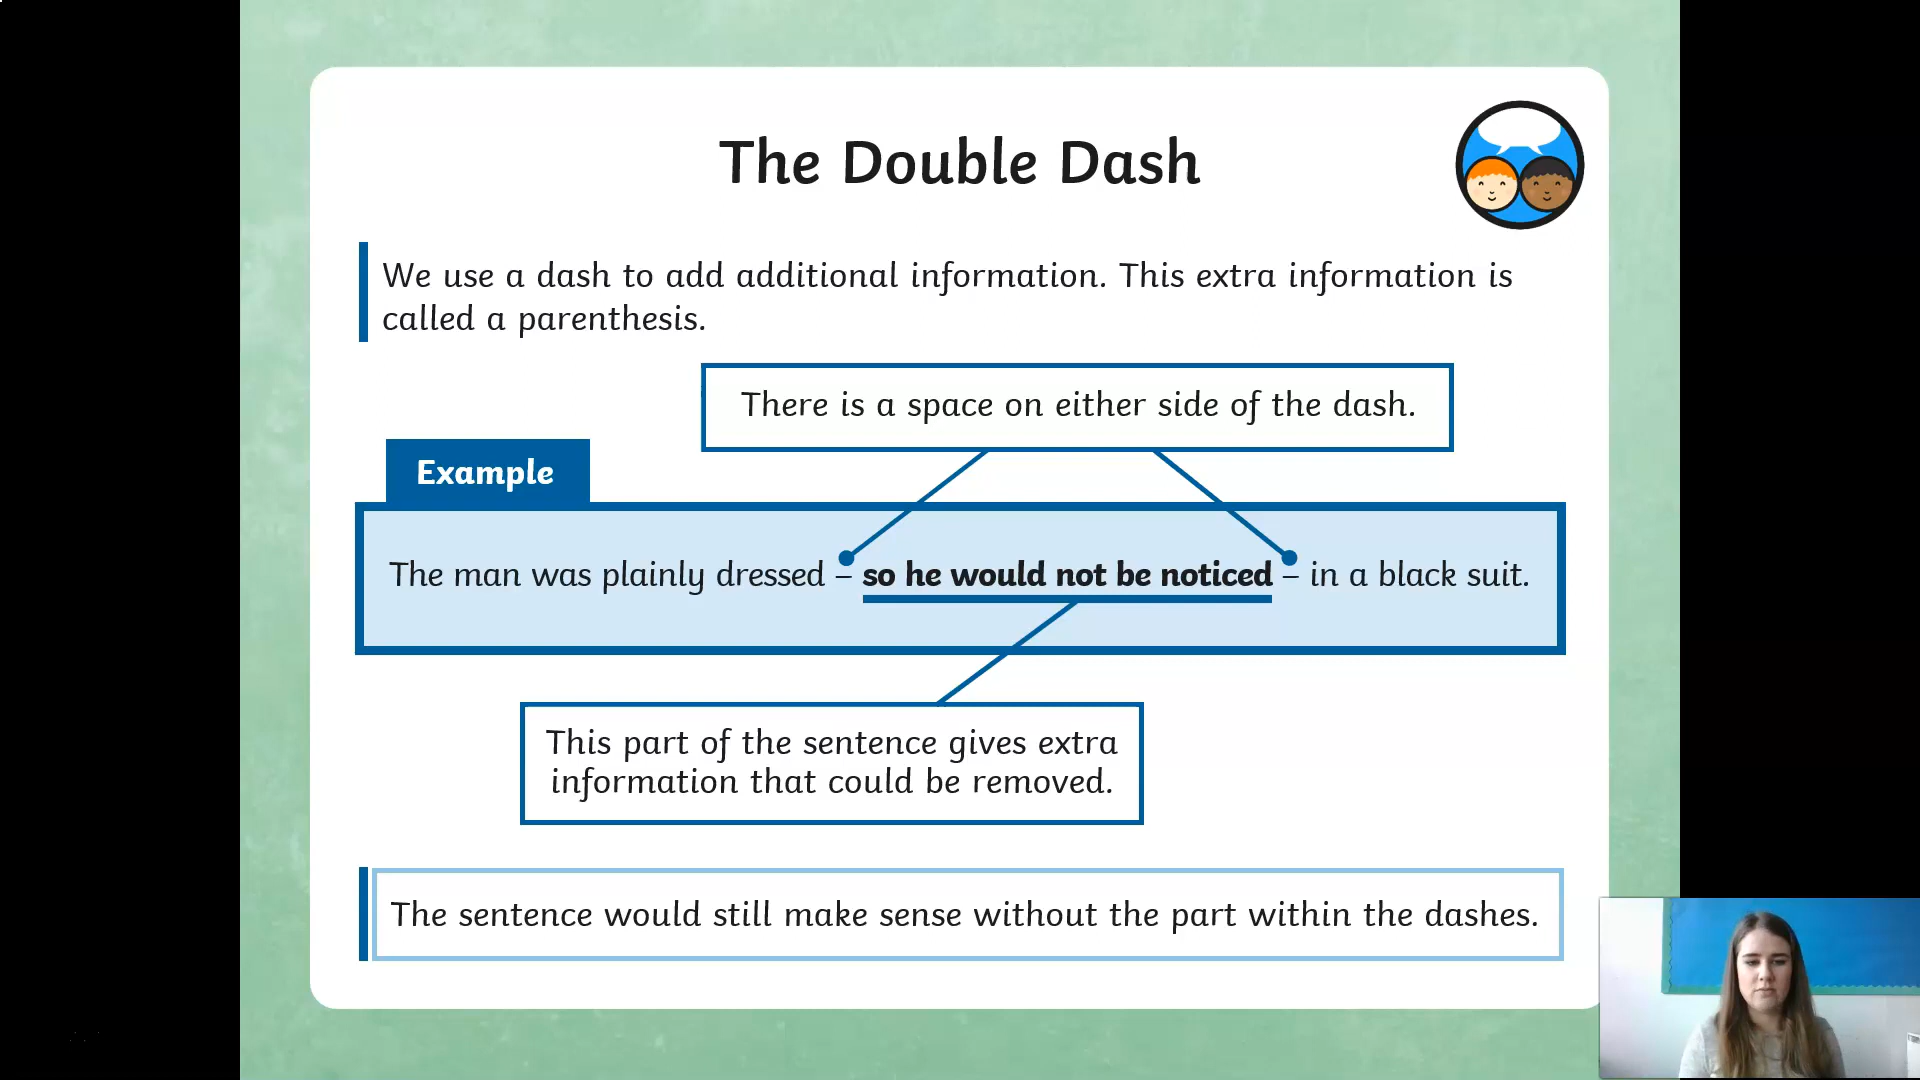 The Double Dash
We use a dash to add additional information. This extra information is
called a parenthesis.
There is a space on either side of the dash.
Example
The man was plainly dressed – so he would not be noticed – in a black suit.
This part of the sentence gives extra
information that could be removed.
The sentence would still make sense without the part within the dashes.